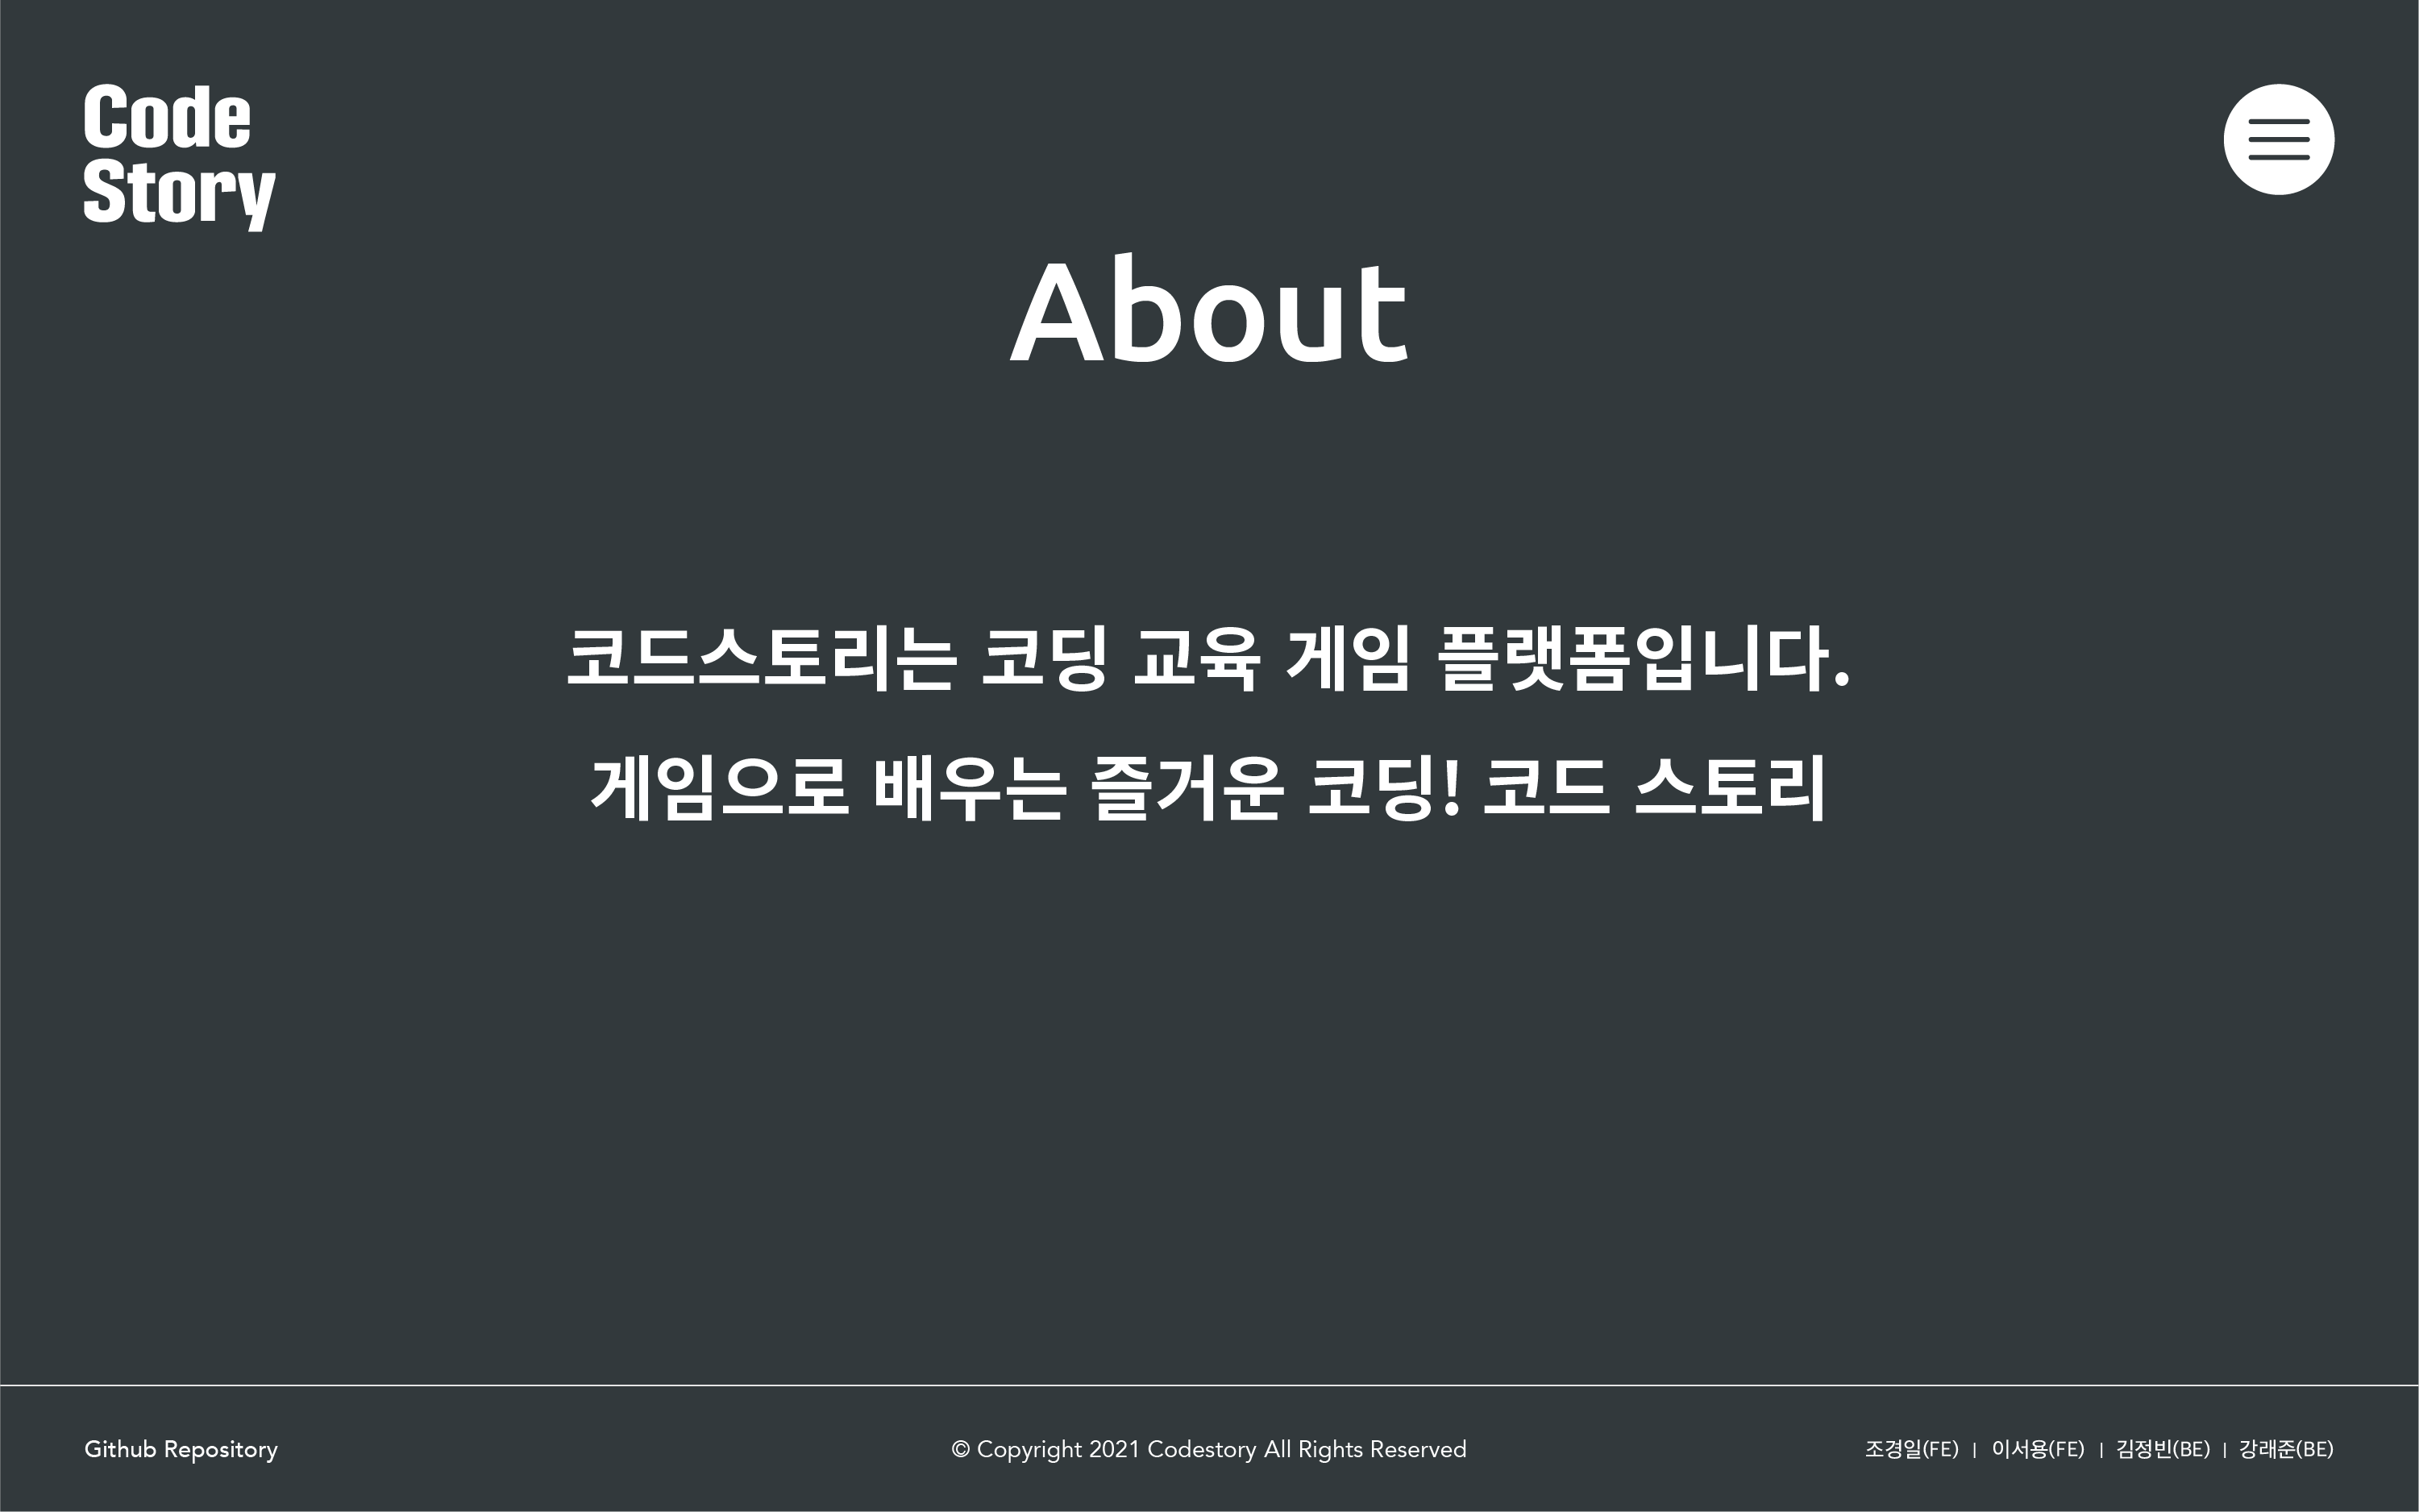 Code
Story
About
코드스토리는 코딩 교육 게임 플랫폼입니다.
게임으로 배우는 즐거운 코딩! 코드 스토리
Github Repository
© Copyright 2021 Codestory All Rights Reserved
조경일(FE) | 이서용(FE) | 김정빈(BE) | 강래준(BE)